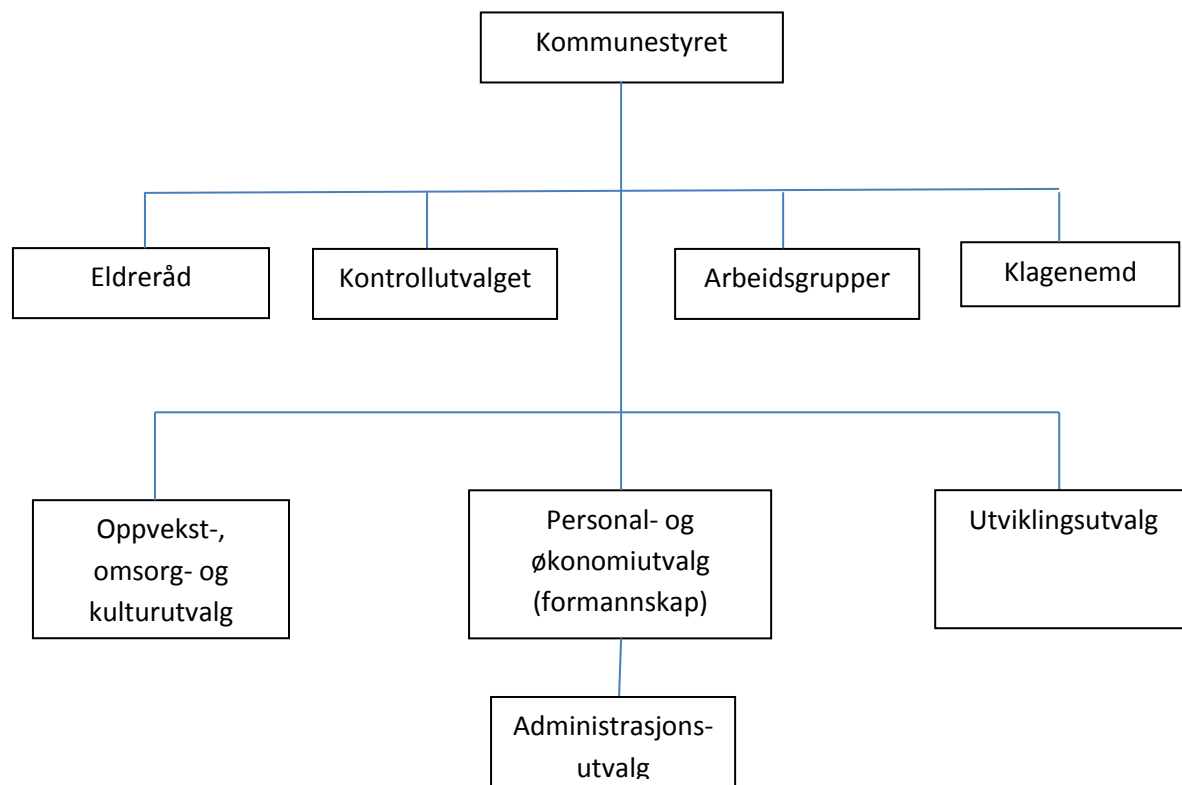 Kommunestyret
Eldreråd
Kontrollutvalget
Arbeidsgrupper
Klagenemd
Oppvekst-,
omsorg- og
kulturutvalg
Personal- og
økonomiutvalg
(formannskap)
Utviklingsutvalg
Administrasjons-
utvalg